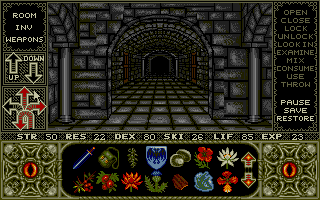 ROOM
INV
WEAPONS
UP
DOWN
OPEN
CLOSE
LOCK
UNLOCK
LOOK IN
EXAMINE
MIX
CONSUME
USE
THROW
PAUSE
SAVE
RESTORE
STR 50 RES 22 DEX 80 SKI 26 LIF 85 EXP 23